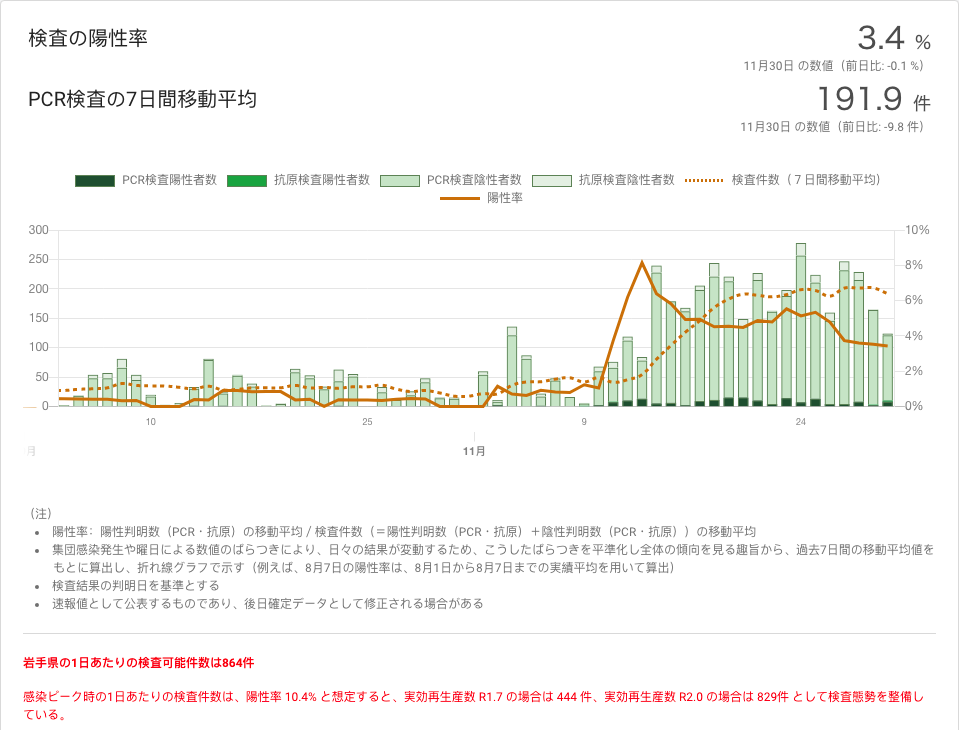 検査の陽性率
3.4 %
11月30日 の数値（前日比: -0.1 %）
PCR検査の7日間移動平均
191.9 件
11月30日 の数値（前日比: -9.8 件）
PCR検査陽性者数 抗原検査陽性者数 PCR検査陰性者数 抗原検査陰性者数 検査件数（７日間移動平均）
陽性率
300 10%
250 8%
200 6%
150 4%
100 2%
50 0%
0
10 25 9 24
月 11月
（注）
• 陽性率：陽性判明数（PCR・抗原）の移動平均 / 検査件数（＝陽性判明数（PCR・抗原）＋陰性判明数（PCR・抗原））の移動平均
• 集団感染発生や曜日による数値のばらつきにより、日々の結果が変動するため、こうしたばらつきを平準化し全体の傾向を見る趣旨から、過去7日間の移動平均値を
もとに算出し、折れ線グラフで示す（例えば、8月7日の陽性率は、8月1日から8月7日までの実績平均を用いて算出）
• 検査結果の判明日を基準とする
• 速報値として公表するものであり、後日確定データとして修正される場合がある
岩手県の1日あたりの検査可能件数は864件
感染ピーク時の1日あたりの検査件数は、陽性率 10.4% と想定すると、実効再生産数 R1.7 の場合は 444 件、実効再生産数 R2.0 の場合は 829件 として検査態勢を整備し
ている。